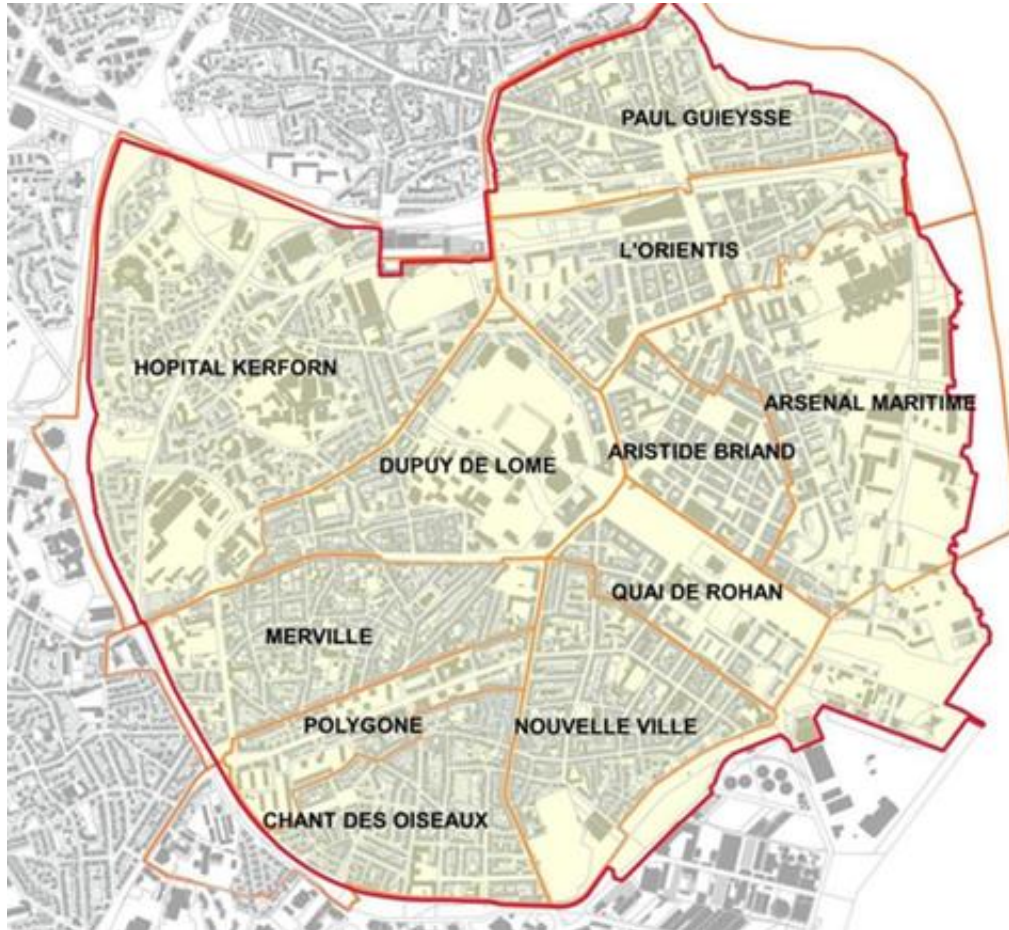 PAUL GUIEYSSE
L'ORIENTIS
HOPITAL KERFORN
ARSENAL MARITIME
ARISTIDE BRIAND
DUPUY DE LOME
QUAI DE ROHAN
MERVILLE
POLYGONE
NOUVELLE VILLE
CHANT DES OISEAUX